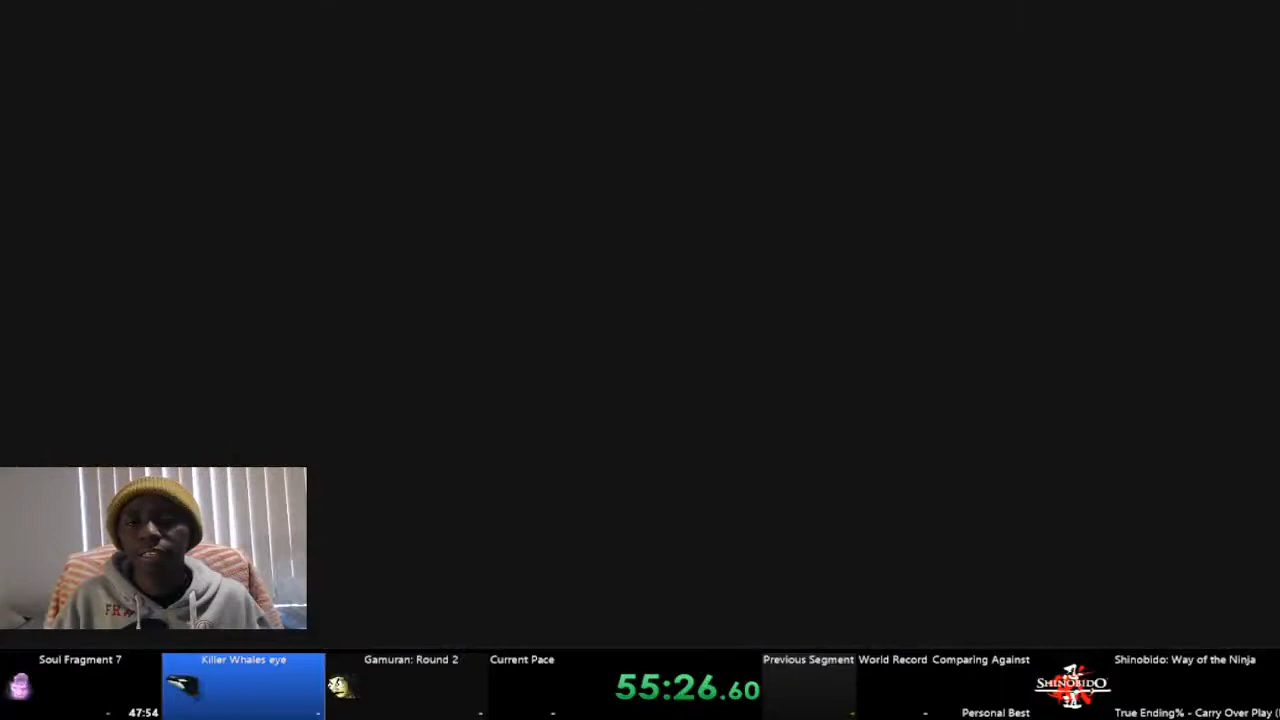 FRA
Soul Fragment 7
47:54
Killer Whales eye
Gamuran: Round 2
Current Pace
55:26.60
Previous Segment
World Record
Comparing Against
Personal Best
SHINOBIDO
Shinobido: Way of the Ninja
True Ending% - Carry Over Play (